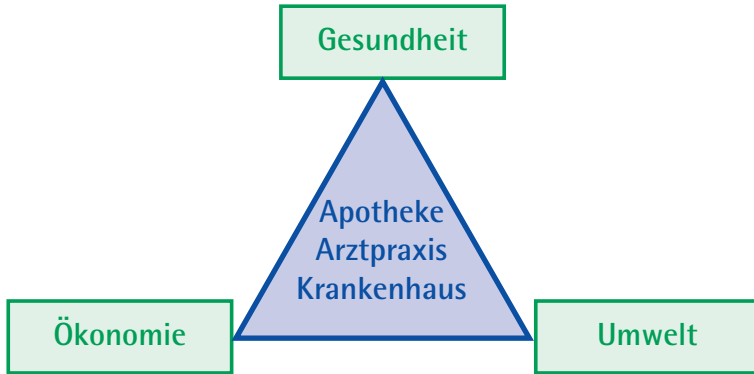 Gesundheit
Apotheke
Arztpraxis
Krankenhaus
Ökonomie
Umwelt